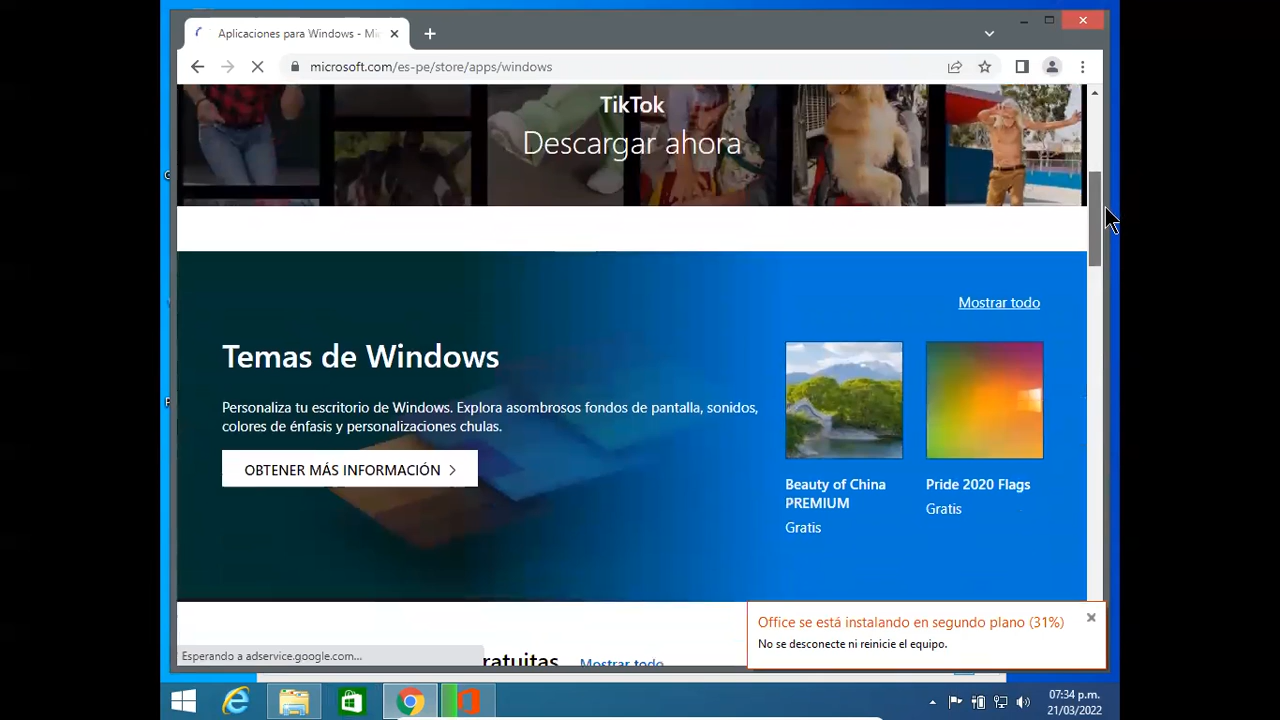 Aplicaciones para Windows - Mic
microsoft.com/es-pe/store/apps/windows
TikTok
Descargar ahora
Mostrar todo
Temas de Windows
Personaliza tu escritorio de Windows. Explora asombrosos fondos de pantalla, sonidos,
colores de énfasis y personalizaciones chulas.
OBTENER MÁS INFORMACIÓN
Beauty of China
PREMIUM
Gratis
Pride 2020 Flags
Gratis
Office se está instalando en segundo plano (31%)
No se desconecte ni reinicie el equipo.
Esperando a adservice.google.com...
ratuitas Mostrar todo
07:34 p.m.
21/03/2022